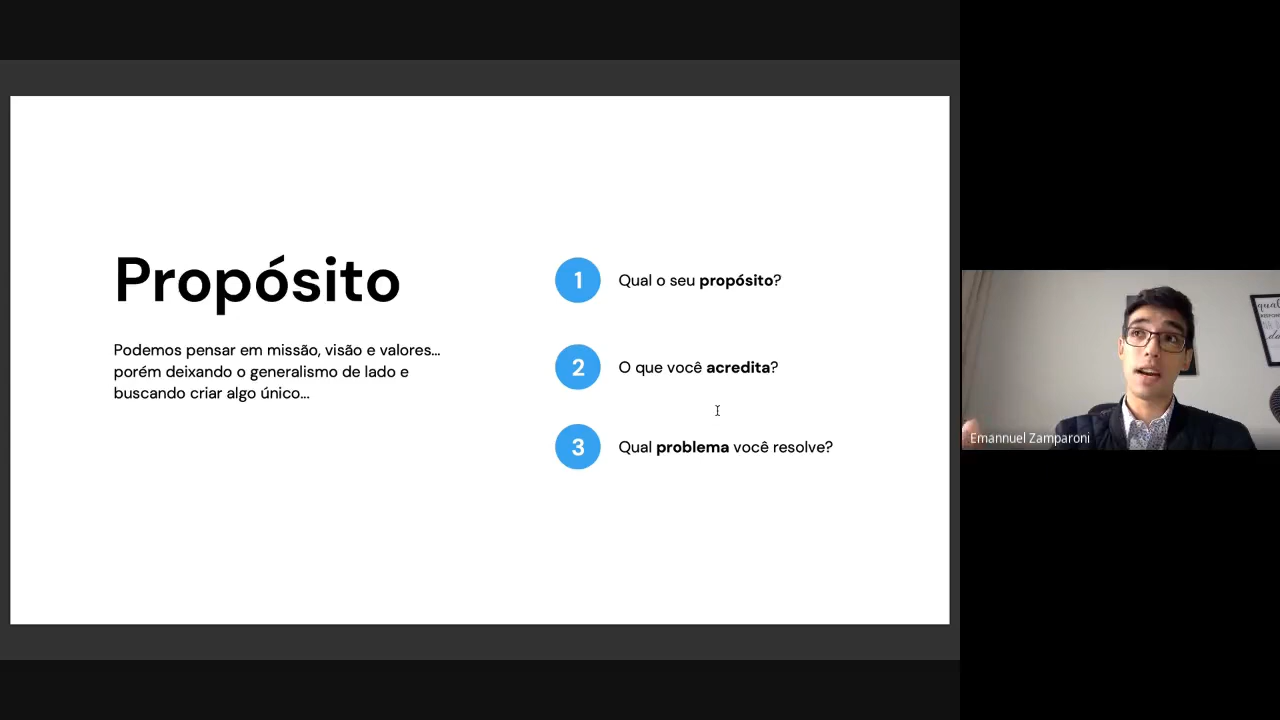 Propósito
Podemos pensar em missão, visão e valores...
porém deixando o generalismo de lado e
buscando criar algo único...
1 Qual o seu propósito?
2 O que você acredita?
3 Qual problema você resolve?
Emannuel Zamparoni